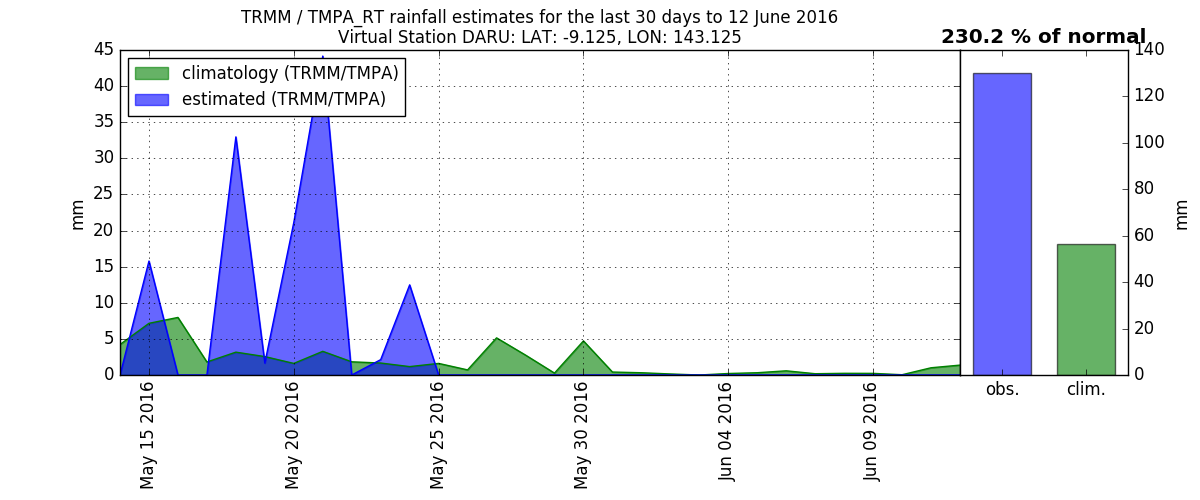 TRMM / TMPA_RT rainfall estimates for the last 30 days to 12 June 2016
Virtual Station DARU: LAT: -9.125, LON: 143.125
230.2 % of normal
climatology (TRMM/TMPA)
estimated (TRMM/TMPA)
mm
45
40
35
30
25
20
15
10
5
0
May 15 2016
May 20 2016
May 25 2016
May 30 2016
Jun 04 2016
Jun 09 2016
140
120
100
80
60
40
20
0
mm
obs.
clim.